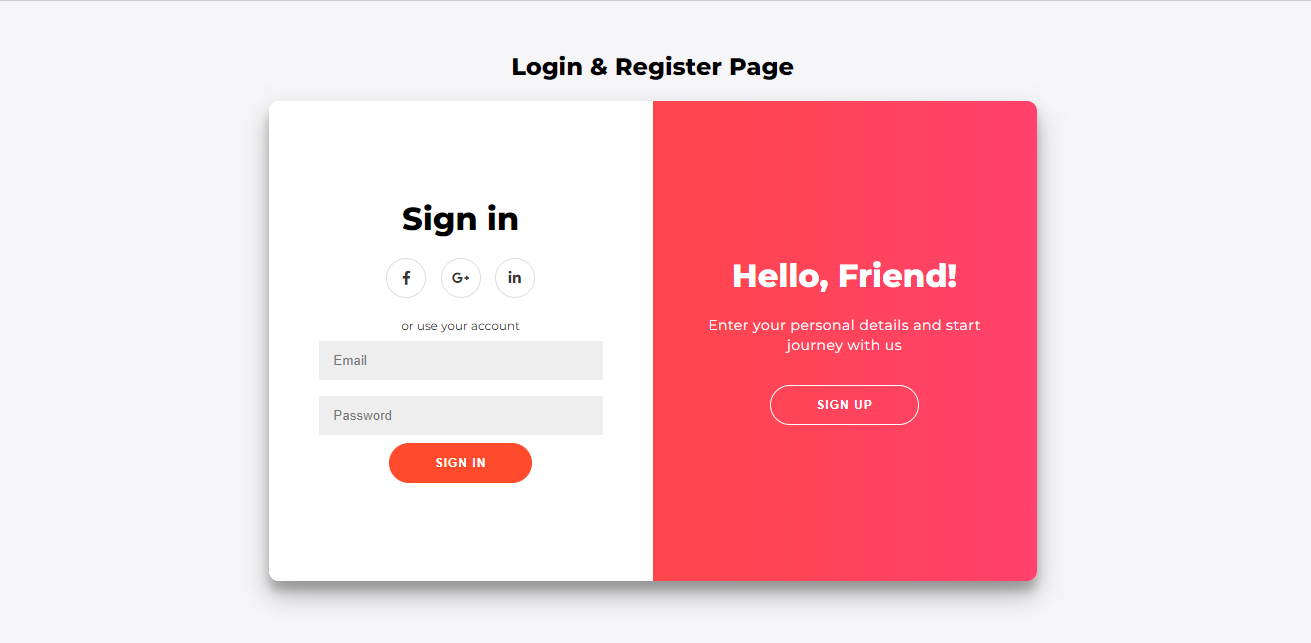 Login & Register Page
Sign in
f
G+
in
or use your account
Email
Password
SIGN IN
Hello, Friend!
Enter your personal details and start
journey with us
SIGN UP